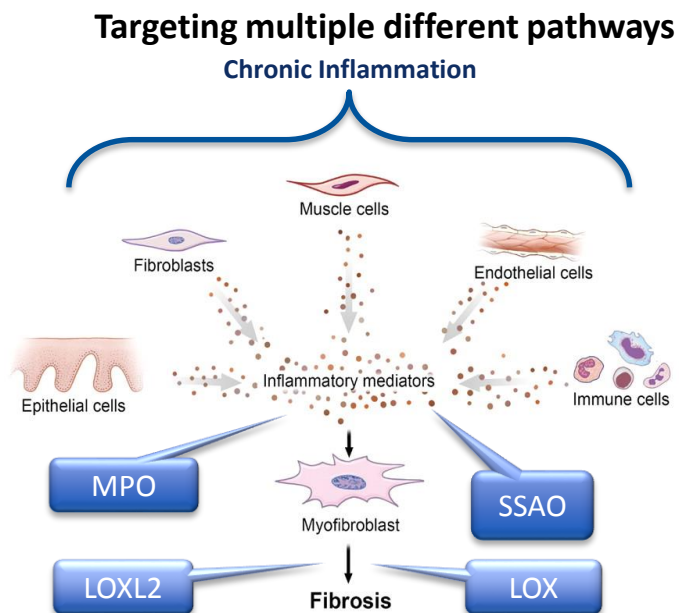 Targeting multiple different pathways
Chronic Inflammation
Muscle cells
Fibroblasts
Endothelial cells
Epithelial cells
Inflammatory mediators
Immune cells
MPO
SSAO
Myofibroblast
LOXL2
LOX
Fibrosis